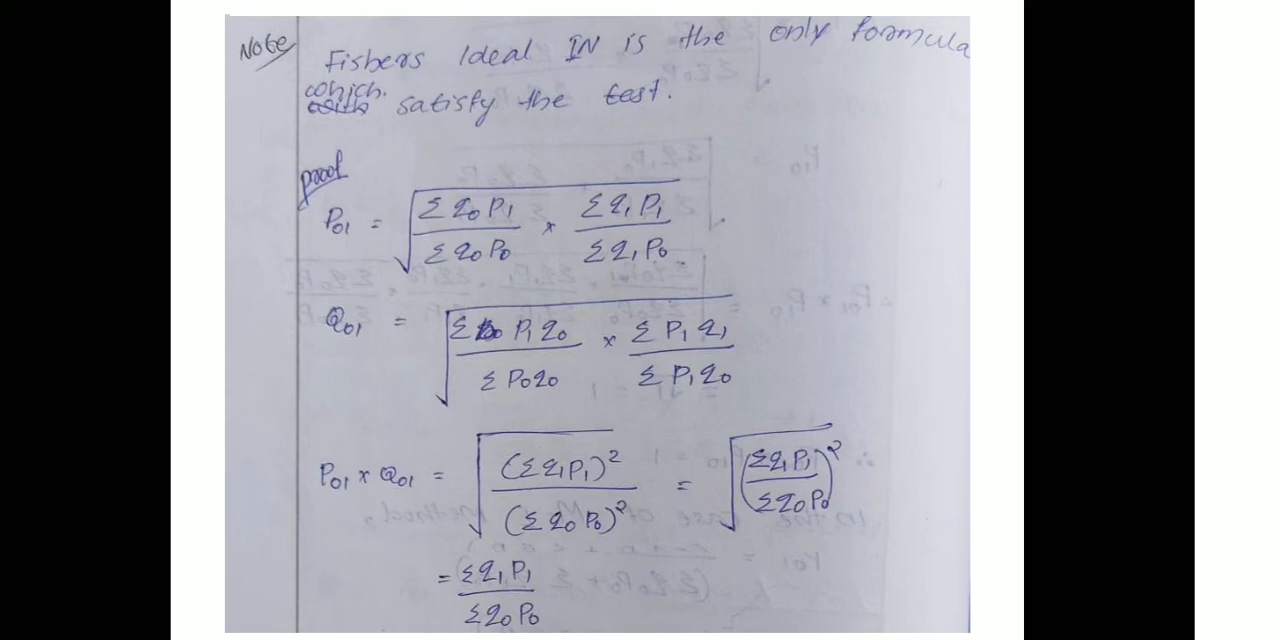 Note Fishers Ideal IN is the only formula
which satisfy the test.
proof
P₀₁ = √(Σq₀P₁/Σq₀P₀ × Σq₁P₁/Σq₁P₀)
Q₀₁ = √(ΣP₁q₀/ΣP₀q₀ × ΣP₁q₁/ΣP₁q₀)
P₀₁ × Q₀₁ = √((Σq₁P₁)²/(Σq₀P₀)²) = √(Σq₁P₁/Σq₀P₀)²
= Σq₁P₁/Σq₀P₀